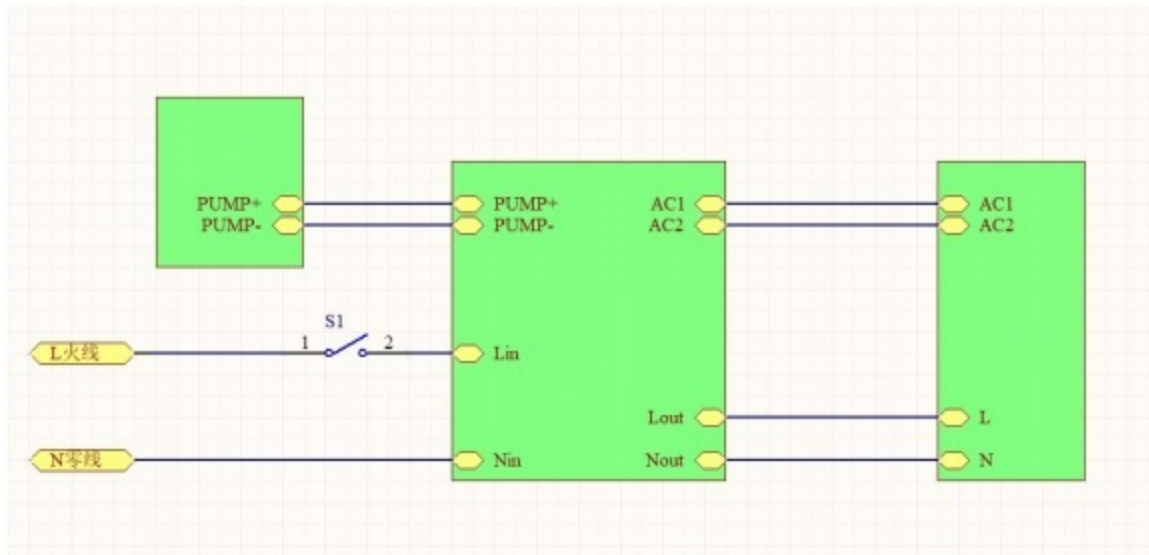 PUMP+ PUMP+ AC1 AC1
PUMP- PUMP- AC2 AC2
S1
L火线 1 2 Lin
Lout L
N零线 Nin Nout N